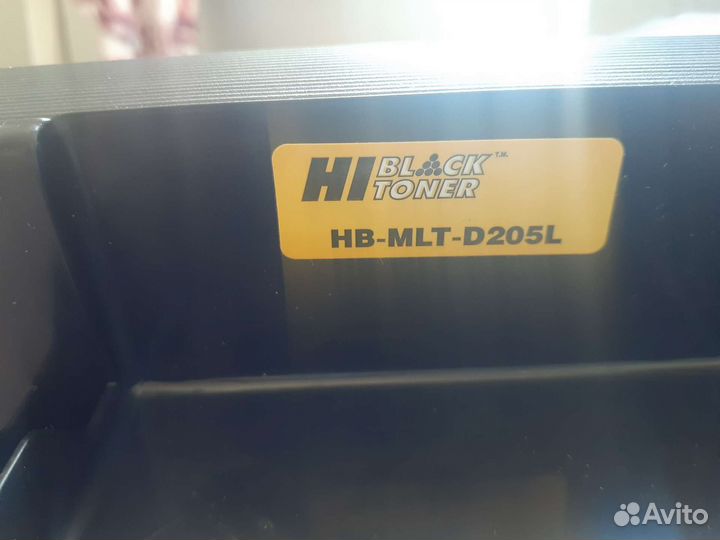 HI BLACK TONER T.M.
HB-MLT-D205L
Avito